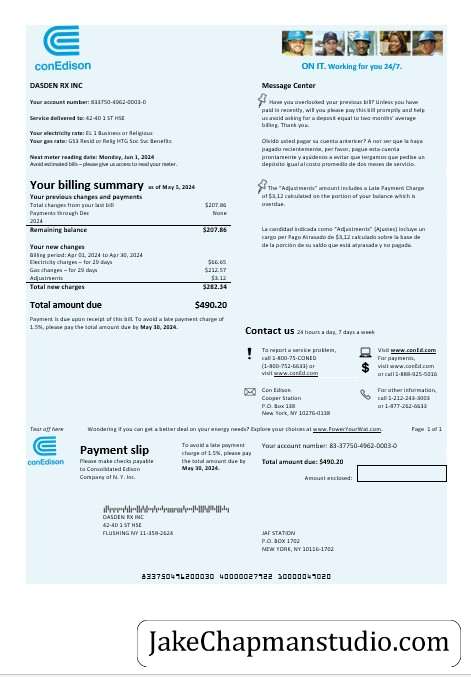 conEdison
ON IT. Working for you 24/7.
DASDEN RX INC
Your account number: 833750-4962-0003-0
Service delivered to: 42-40 1 ST HSE
Your electricity rate: EL 1 Business or Religious
Your gas rate: GS3 Resid or Relig HTG Soc Svc Benefits
Next meter reading date: Monday, Jun 1, 2024
Avoid estimated bills – please give us access to read your meter.
Message Center
Have you overlooked your previous bill? Unless you have paid in
recently, will you please pay this bill promptly and help
us avoid asking for a deposit equal to two months' average
billing. Thank you.
Olvidó usted pagar su cuenta anterior? A nor ser que la haya
pagado recientemente, per favor, pague esta cuenta
prontamente y ayúdenos a evitar que tengamos que pedise un
depósito igual al costo promedio de dos meses de servicio.
Your billing summary as of May 5, 2024
Your previous changes and payments
Total changes from your last bill $207.86
Payments through Dec None
2024
Remaining balance $207.86
The "Adjustments" amount includes a Late Payment Charge
of $3,12 calculated on the portion of your balance which is
overdue.
Your new changes
Billing period: Apr 01, 2024 to Apr 30, 2024
Electricity charges – for 29 days $66.65
Gas changes – for 29 days $212.57
Adjustments $3.12
Total new charges $282.34
La candidad indicada como "Adjustments" (Ajustes) incluye un
cargo per Pago Atrasado de $3,12 calculado sobre la base de
de la porción de su saldo que está atprasada y no pagada.
Total amount due $490.20
Payment is due upon receipt of this bill. To avoid a late payment charge of
1.5%, please pay the total amount due by May 30, 2024.
Contact us 24 hours a day, 7 days a week
To report a service problem,
call 1-800-75-CONED
(1-800-752-6633) or
visit www.conEd.com
Visit www.conEd.com
For payments,
visit www.conEd.com
or call 1-888-925-5016
Con Edison
Cooper Station
P.O. Box 138
New York, NY 10276-0138
For other information,
call 1-212-243-3003
or 1-877-262-6633
Tear off here Wondering if you can get a better deal on your energy needs? Explore your choices at www.PowerYourWat.com. Page 1 of 1
conEdison
Payment slip
Please make checks payable
to Consolidated Edison
Company of N. Y. Inc.
To avoid a late payment
charge of 1.5%, please pay
the total amount due by
May 30, 2024.
Your account number: 83-37750-4962-0003-0
Total amount due: $490.20
Amount enclosed:
DASDEN RX INC
42-40 1 ST HSE
FLUSHING NY 11-358-2624
JAF STATION
P.O. BOX 1702
NEW YORK, NY 10116-1702
833750496200030 40000027922 10000049020
JakeChapmanstudio.com